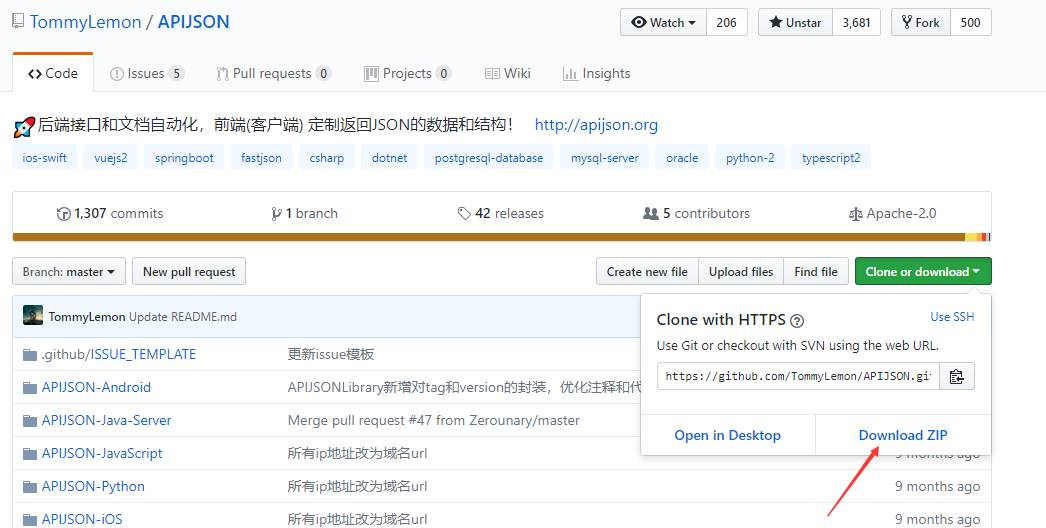 TommyLemon / APIJSON Watch 206 Unstar 3,681 Fork 500
Code Issues 5 Pull requests 0 Projects 0 Wiki Insights
后端接口和文档自动化，前端(客户端) 定制返回JSON的数据和结构！ http://apijson.org
ios-swift vuejs2 springboot fastjson csharp dotnet postgresql-database mysql-server oracle python-2 typescript2
1,307 commits 1 branch 42 releases 5 contributors Apache-2.0
Branch: master New pull request Create new file Upload files Find file Clone or download
TommyLemon Update README.md
Clone with HTTPS Use SSH
Use Git or checkout with SVN using the web URL.
https://github.com/TommyLemon/APIJSON.gi
Open in Desktop Download ZIP
.github/ISSUE_TEMPLATE 更新issue模板
APIJSON-Android APIJSONLibrary新增对tag和version的封装，优化注释和代
APIJSON-Java-Server Merge pull request #47 from Zerounary/master
APIJSON-JavaScript 所有ip地址改为域名url 9 months ago
APIJSON-Python 所有ip地址改为域名url 9 months ago
APIJSON-iOS 所有ip地址改为域名url 9 months ago